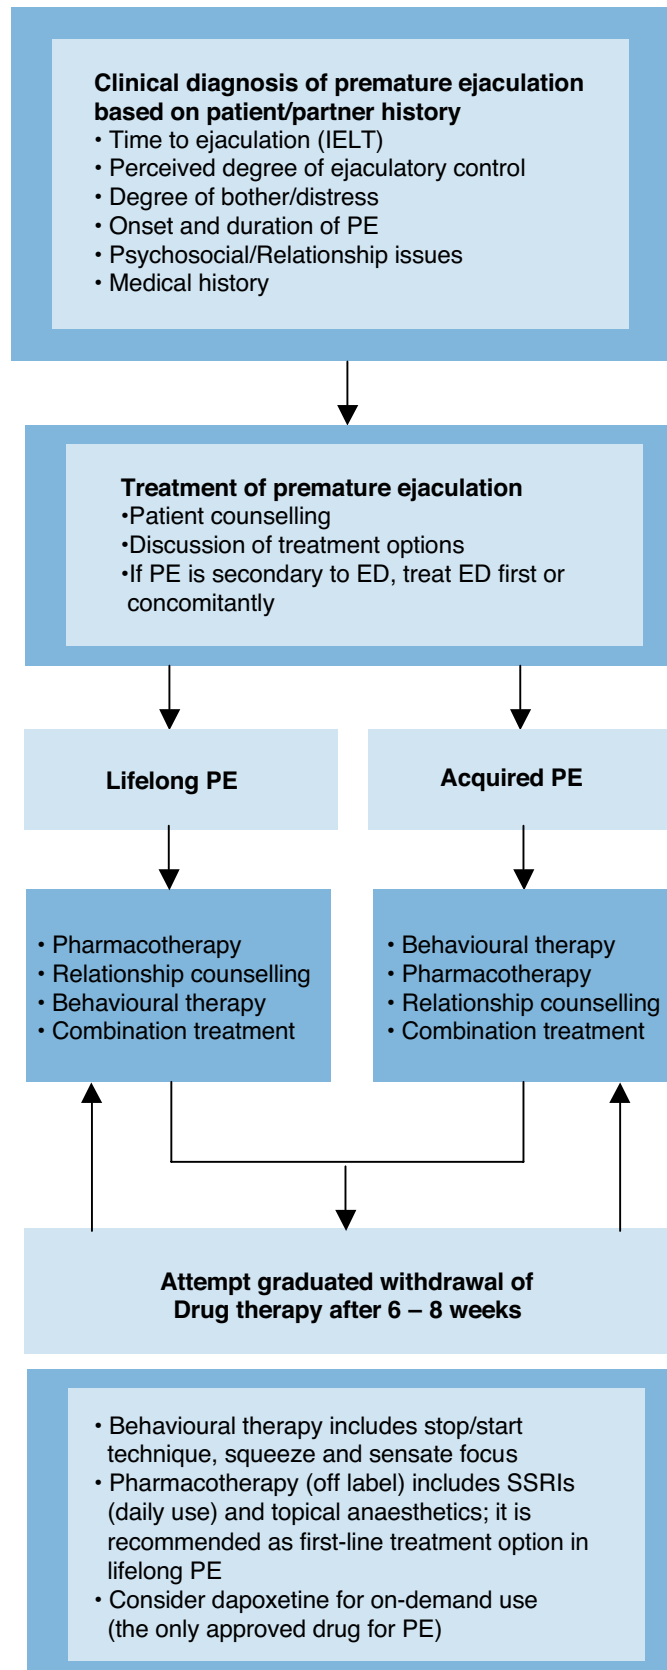 Clinical diagnosis of premature ejaculation
based on patient/partner history
• Time to ejaculation (IELT)
• Perceived degree of ejaculatory control
• Degree of bother/distress
• Onset and duration of PE
• Psychosocial/Relationship issues
• Medical history
Treatment of premature ejaculation
•Patient counselling
•Discussion of treatment options
•If PE is secondary to ED, treat ED first or
concomitantly
Lifelong PE
Acquired PE
• Pharmacotherapy
• Relationship counselling
• Behavioural therapy
• Combination treatment
• Behavioural therapy
• Pharmacotherapy
• Relationship counselling
• Combination treatment
Attempt graduated withdrawal of
Drug therapy after 6 – 8 weeks
• Behavioural therapy includes stop/start
technique, squeeze and sensate focus
• Pharmacotherapy (off label) includes SSRIs
(daily use) and topical anaesthetics; it is
recommended as first-line treatment option in
lifelong PE
• Consider dapoxetine for on-demand use
(the only approved drug for PE)